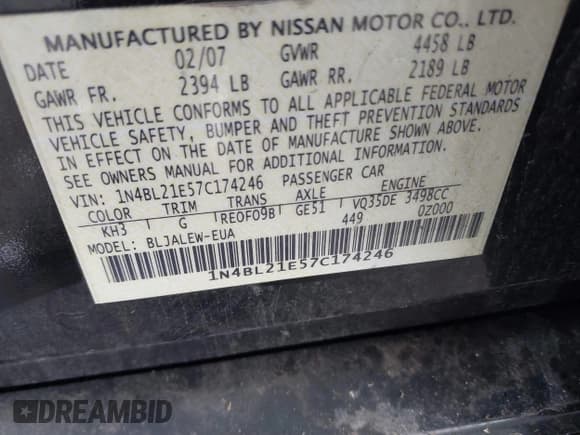 MANUFACTURED BY NISSAN MOTOR CO., LTD.
DATE 02/07 GVWR 4458 LB
GAWR FR. 2394 LB GAWR RR. 2189 LB
THIS VEHICLE CONFORMS TO ALL APPLICABLE FEDERAL MOTOR
VEHICLE SAFETY, BUMPER AND THEFT PREVENTION STANDARDS
IN EFFECT ON THE DATE OF MANUFACTURE SHOWN ABOVE.
SEE OWNERS MANUAL FOR ADDITIONAL INFORMATION.
VIN: 1N4BL21E57C174246 PASSENGER CAR
COLOR TRIM TRANS AXLE ENGINE
KH3 G RE0F09B GE51 VQ35DE 3498CC
MODEL: BLJALEW-EUA 449 0Z000
1N4BL21E57C174246
DREAMBID